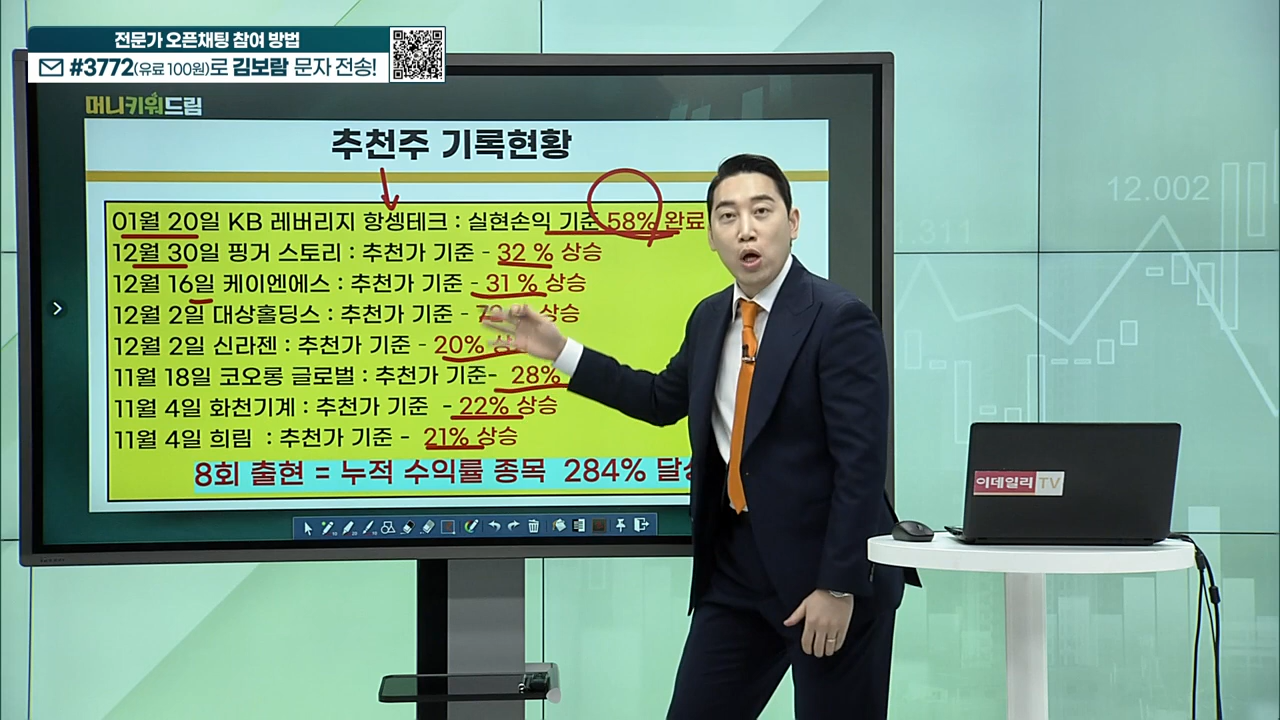 전문가 오픈채팅 참여 방법
#3772(유료 100원)로 김보람 문자 전송!
머니키워드림
추천주 기록현황
01월 20일 KB 레버리지 항셍테크 : 실현손익 기준 58% 완료
12월 30일 핑거 스토리 : 추천가 기준 - 32 % 상승
12월 16일 케이엔에스 : 추천가 기준 - 31 % 상승
12월 2일 대상홀딩스 : 추천가 기준 - 상승
12월 2일 신라젠 : 추천가 기준 - 20%
11월 18일 코오롱 글로벌 : 추천가 기준- 28%
11월 4일 화천기계 : 추천가 기준 - 22% 상승
11월 4일 희림 : 추천가 기준 - 21% 상승
8회 출현 = 누적 수익률 종목 284%
12.002
.311
이데일리 TV